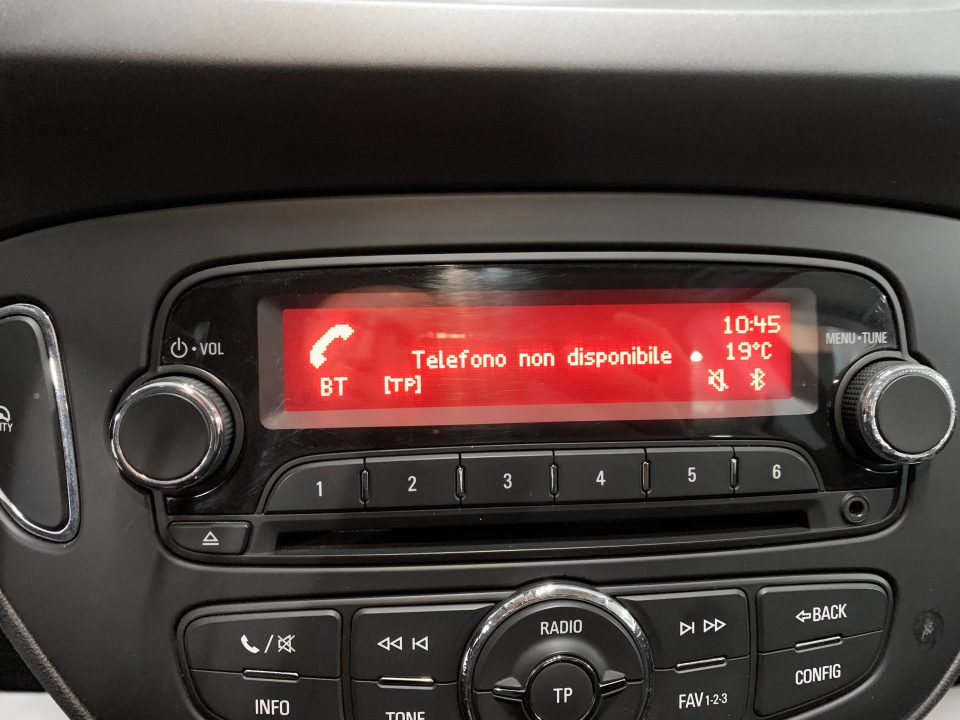 10:45
Telefono non disponibile
19°C
BT [TP]
VOL
MENU•TUNE
1 2 3 4 5 6
RADIO
BACK
TP
INFO
CONFIG
FAV 1-2-3
TONE